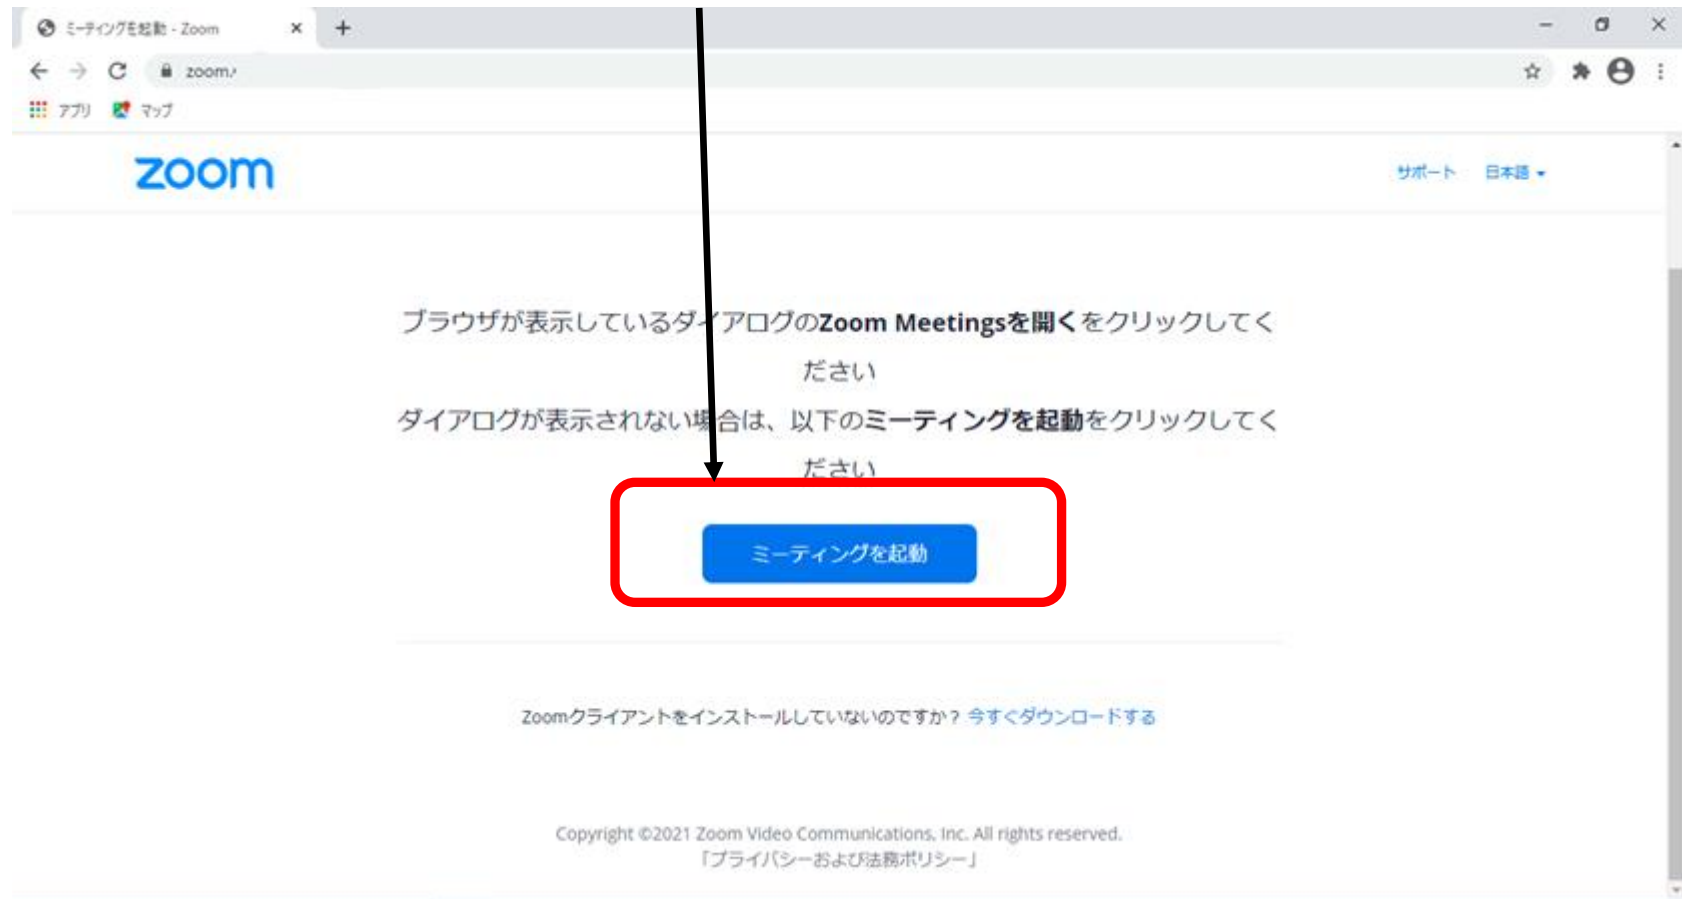 ミーティングを起動 - Zoom
zoom.
アプリ マップ
zoom
サポート 日本語
ブラウザが表示しているダイアログのZoom Meetingsを開くをクリックしてく
ださい
ダイアログが表示されない場合は、以下のミーティングを起動をクリックしてく
ださい
ミーティングを起動
Zoomクライアントをインストールしていないのですか? 今すぐダウンロードする
Copyright ©2021 Zoom Video Communications, Inc. All rights reserved.
「プライバシーおよび法務ポリシー」